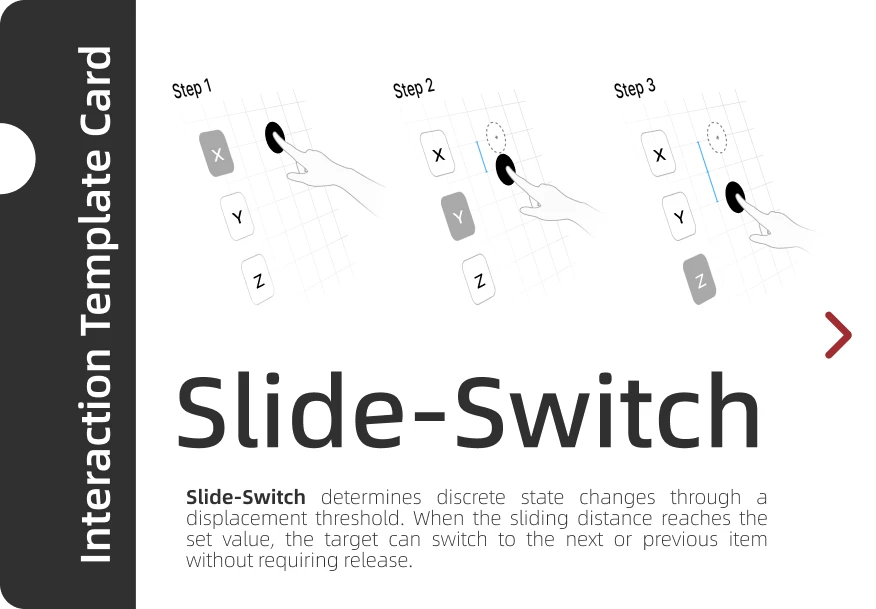 Interaction Template Card
Step 1
Step 2
Step 3
X
Y
Z
X
Y
Z
X
Y
Z
Slide-Switch
Slide-Switch determines discrete state changes through a
displacement threshold. When the sliding distance reaches the
set value, the target can switch to the next or previous item
without requiring release.